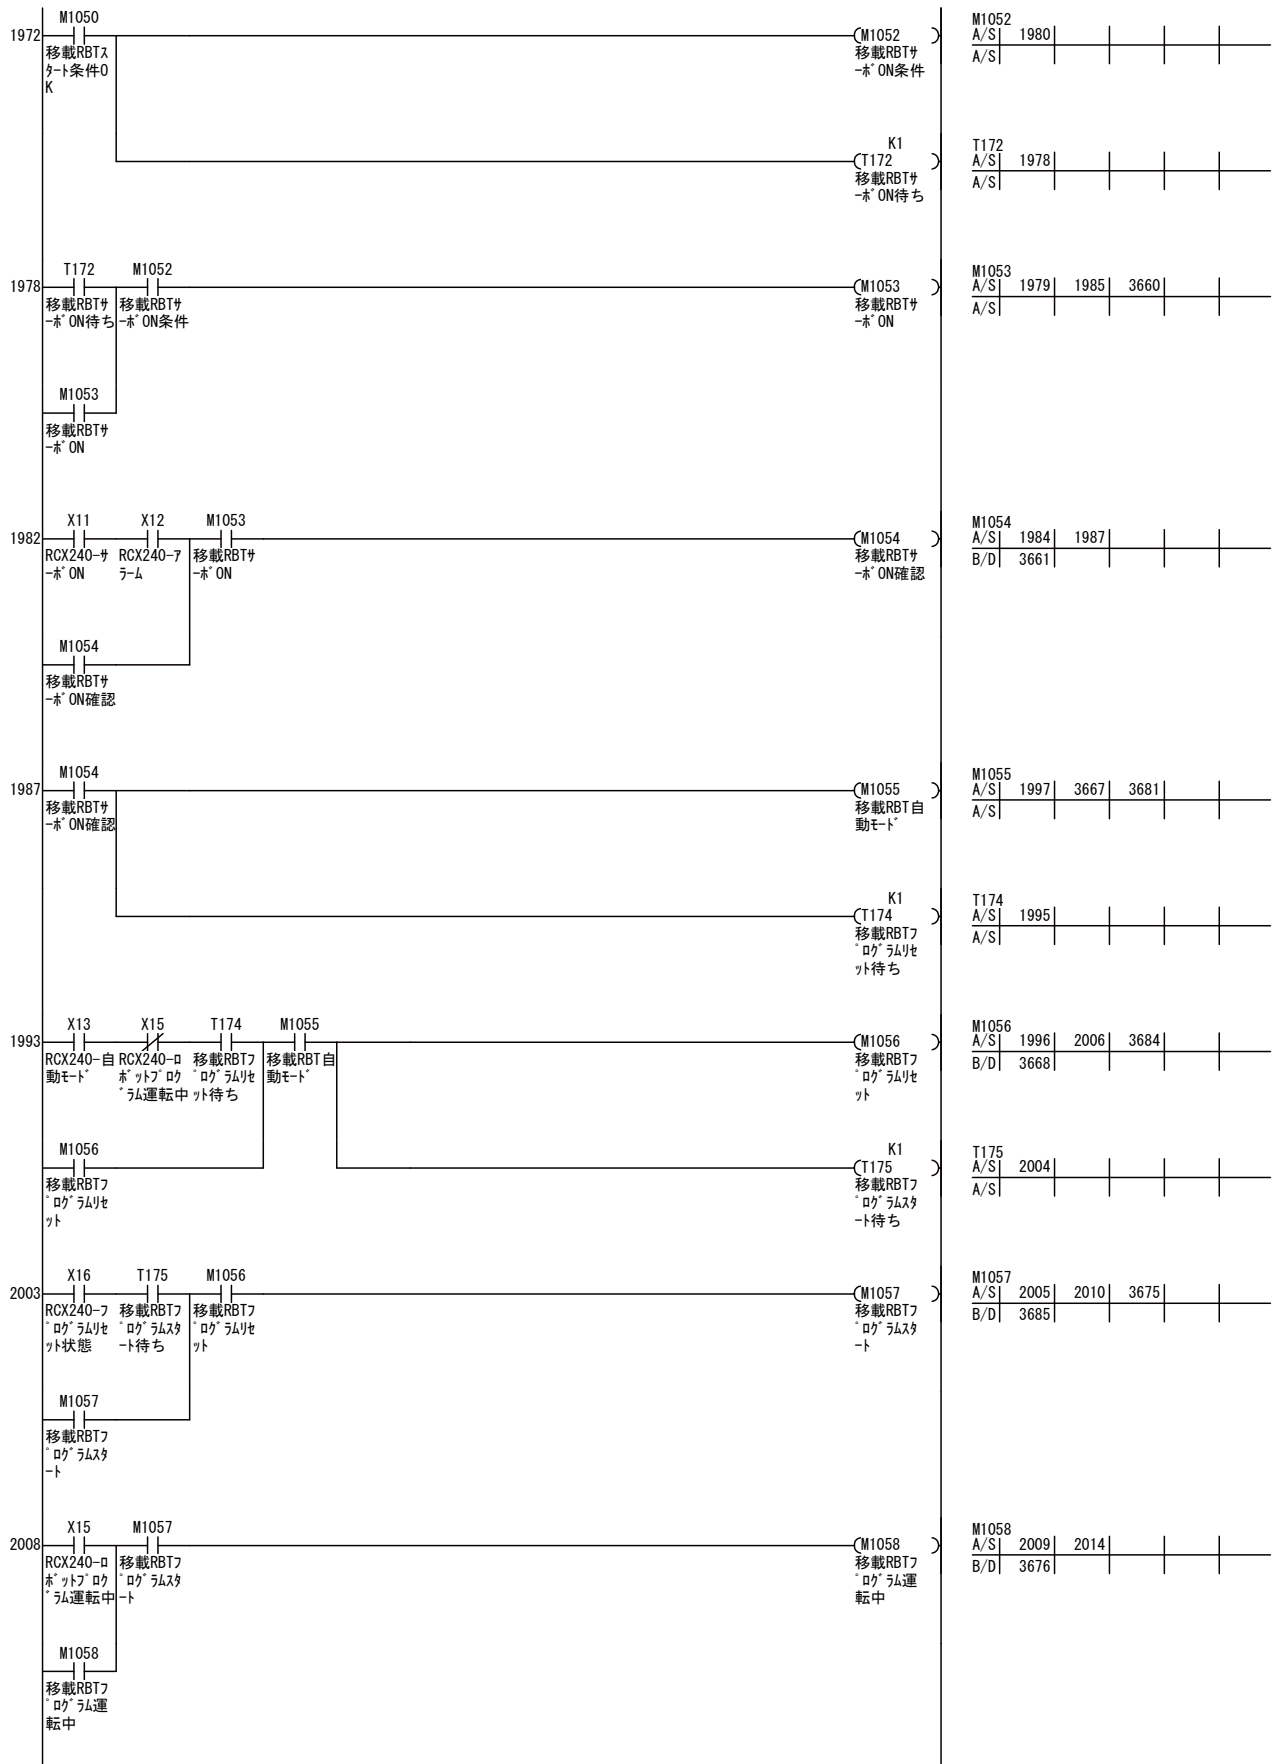 M1050
1972
移載RBTス
ﾀｰﾄ条件O
K
(M1052 )
移載RBTｻ
ｰﾎﾞON条件
M1052
A/S| 1980
A/S|
K1
(T172 )
移載RBTｻ
ｰﾎﾞON待ち
T172
A/S| 1978
A/S|
T172 M1052
1978
移載RBTｻ 移載RBTｻ
ｰﾎﾞON待ち ｰﾎﾞON条件
(M1053 )
移載RBTｻ
ｰﾎﾞON
M1053
A/S| 1979| 1985| 3660|
A/S|
M1053
移載RBTｻ
ｰﾎﾞON
X11 X12 M1053
1982
RCX240-ｻ RCX240-ｱ 移載RBTｻ
ｰﾎﾞON ﾗｰﾑ ｰﾎﾞON
(M1054 )
移載RBTｻ
ｰﾎﾞON確認
M1054
A/S| 1984| 1987|
B/D| 3661|
M1054
移載RBTｻ
ｰﾎﾞON確認
M1054
1987
移載RBTｻ
ｰﾎﾞON確認
(M1055 )
移載RBT自
動ﾓｰﾄﾞ
M1055
A/S| 1997| 3667| 3681|
A/S|
K1
(T174 )
移載RBTﾌ
ﾟﾛｸﾞﾗﾑﾘｾ
ｯﾄ待ち
T174
A/S| 1995|
A/S|
X13 X15 T174 M1055
1993
RCX240-自 RCX240-ﾛ 移載RBTﾌ 移載RBT自
動ﾓｰﾄﾞ ﾎﾞｯﾄﾌﾟﾛｸ ﾟﾛｸﾞﾗﾑﾘｾ 動ﾓｰﾄﾞ
ﾞﾗﾑ運転中 ｯﾄ待ち
(M1056 )
移載RBTﾌ
ﾟﾛｸﾞﾗﾑﾘｾ
ｯﾄ
M1056
A/S| 1996| 2006| 3684|
B/D| 3668|
M1056
移載RBTﾌ
ﾟﾛｸﾞﾗﾑﾘｾ
ｯﾄ
K1
(T175 )
移載RBTﾌ
ﾟﾛｸﾞﾗﾑｽﾀ
ｰﾄ待ち
T175
A/S| 2004|
A/S|
X16 T175 M1056
2003
RCX240-ﾌ 移載RBTﾌ 移載RBTﾌ
ﾟﾛｸﾞﾗﾑﾘｾ ﾟﾛｸﾞﾗﾑｽﾀ ﾟﾛｸﾞﾗﾑﾘｾ
ｯﾄ状態 ｰﾄ待ち ｯﾄ
(M1057 )
移載RBTﾌ
ﾟﾛｸﾞﾗﾑｽﾀ
ｰﾄ
M1057
A/S| 2005| 2010| 3675|
B/D| 3685|
M1057
移載RBTﾌ
ﾟﾛｸﾞﾗﾑｽﾀ
ｰﾄ
X15 M1057
2008
RCX240-ﾛ 移載RBTﾌ
ﾎﾞｯﾄﾌﾟﾛｸ ﾟﾛｸﾞﾗﾑｽﾀ
ﾞﾗﾑ運転中 ｰﾄ
(M1058 )
移載RBTﾌ
ﾟﾛｸﾞﾗﾑ運
転中
M1058
A/S| 2009| 2014|
B/D| 3676|
M1058
移載RBTﾌ
ﾟﾛｸﾞﾗﾑ運
転中